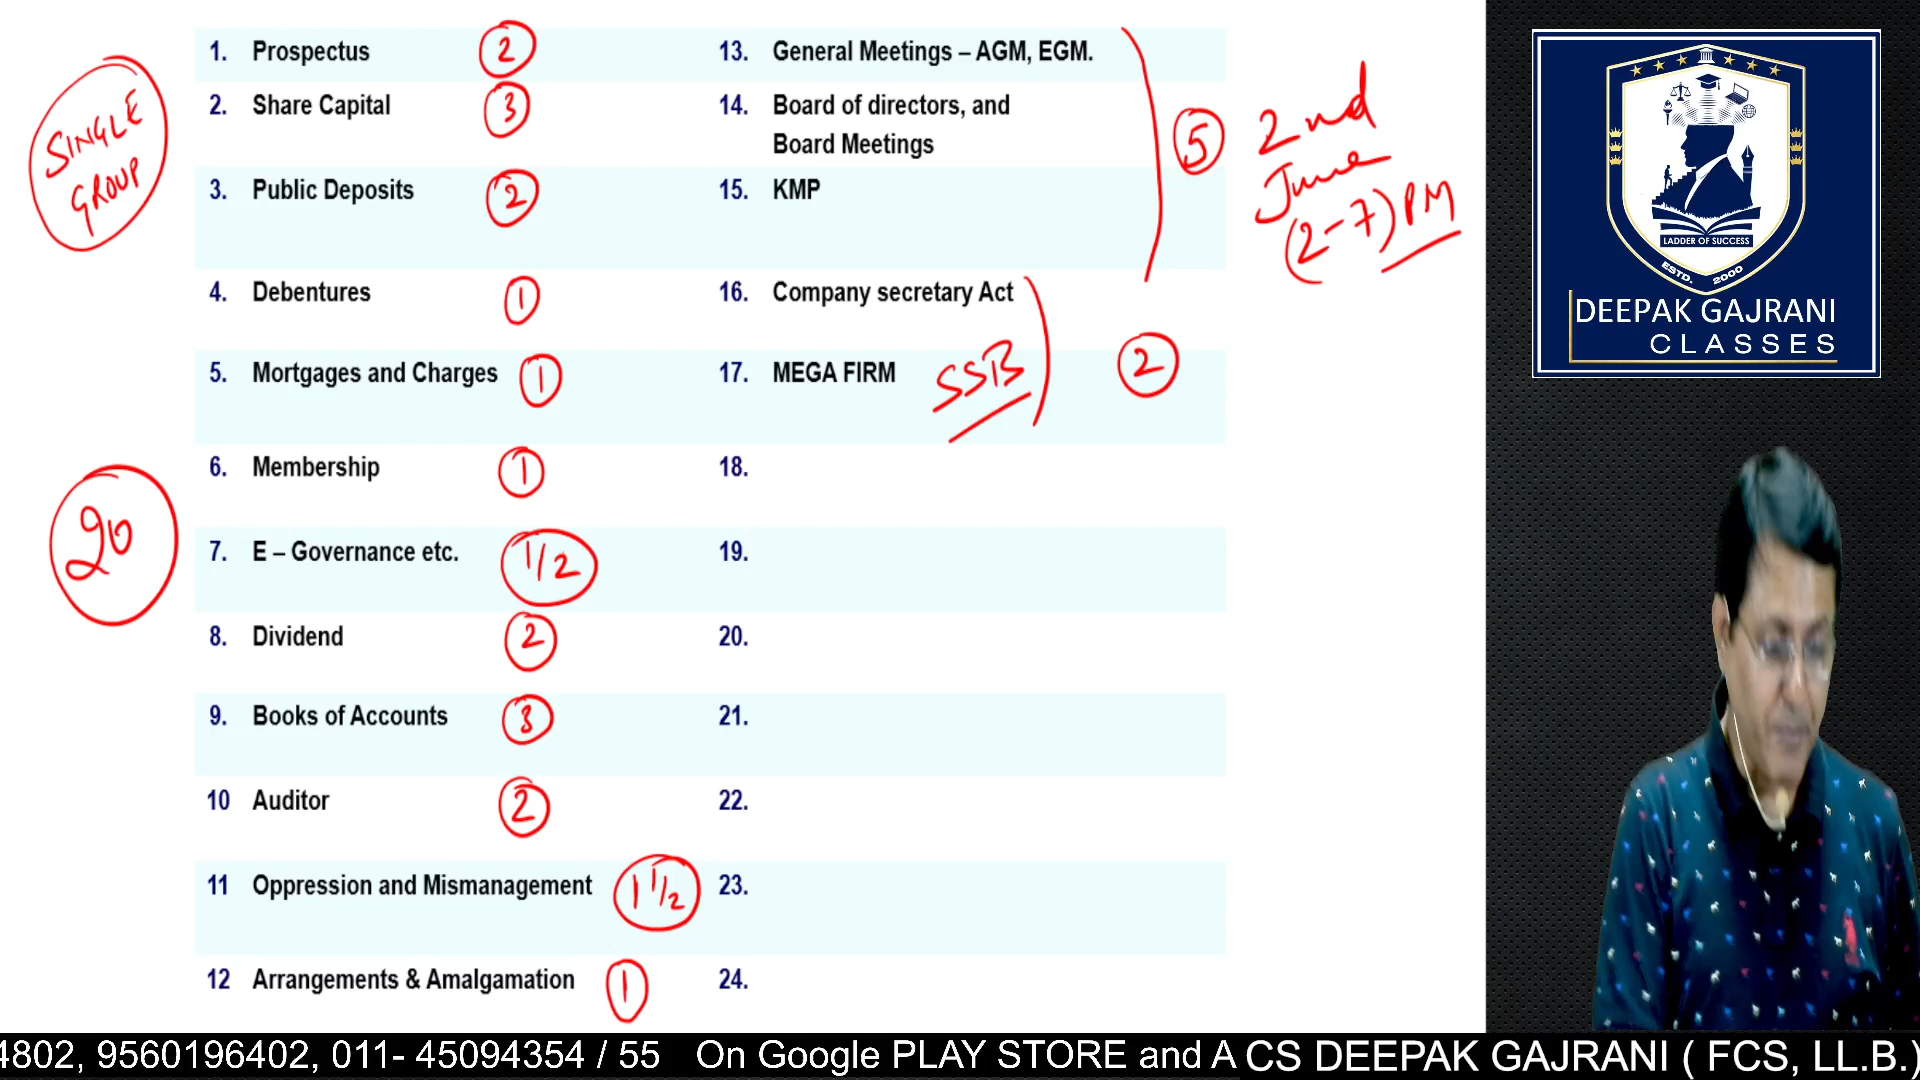 SINGLE
GROUP
20
1. Prospectus 2
2. Share Capital 3
3. Public Deposits 2
4. Debentures 1
5. Mortgages and Charges 1
6. Membership 1
7. E – Governance etc. 1/2
8. Dividend 2
9. Books of Accounts 3
10 Auditor 2
11 Oppression and Mismanagement 1 1/2
12 Arrangements & Amalgamation 1
13. General Meetings – AGM, EGM.
14. Board of directors, and
Board Meetings
15. KMP
5
16. Company secretary Act
17. MEGA FIRM SSB
2
18.
19.
20.
21.
22.
23.
24.
2nd
June
(2-7) PM
LADDER OF SUCCESS
ESTD. 2000
DEEPAK GAJRANI
CLASSES
4802, 9560196402, 011- 45094354 / 55 On Google PLAY STORE and A CS DEEPAK GAJRANI ( FCS, LL.B.)